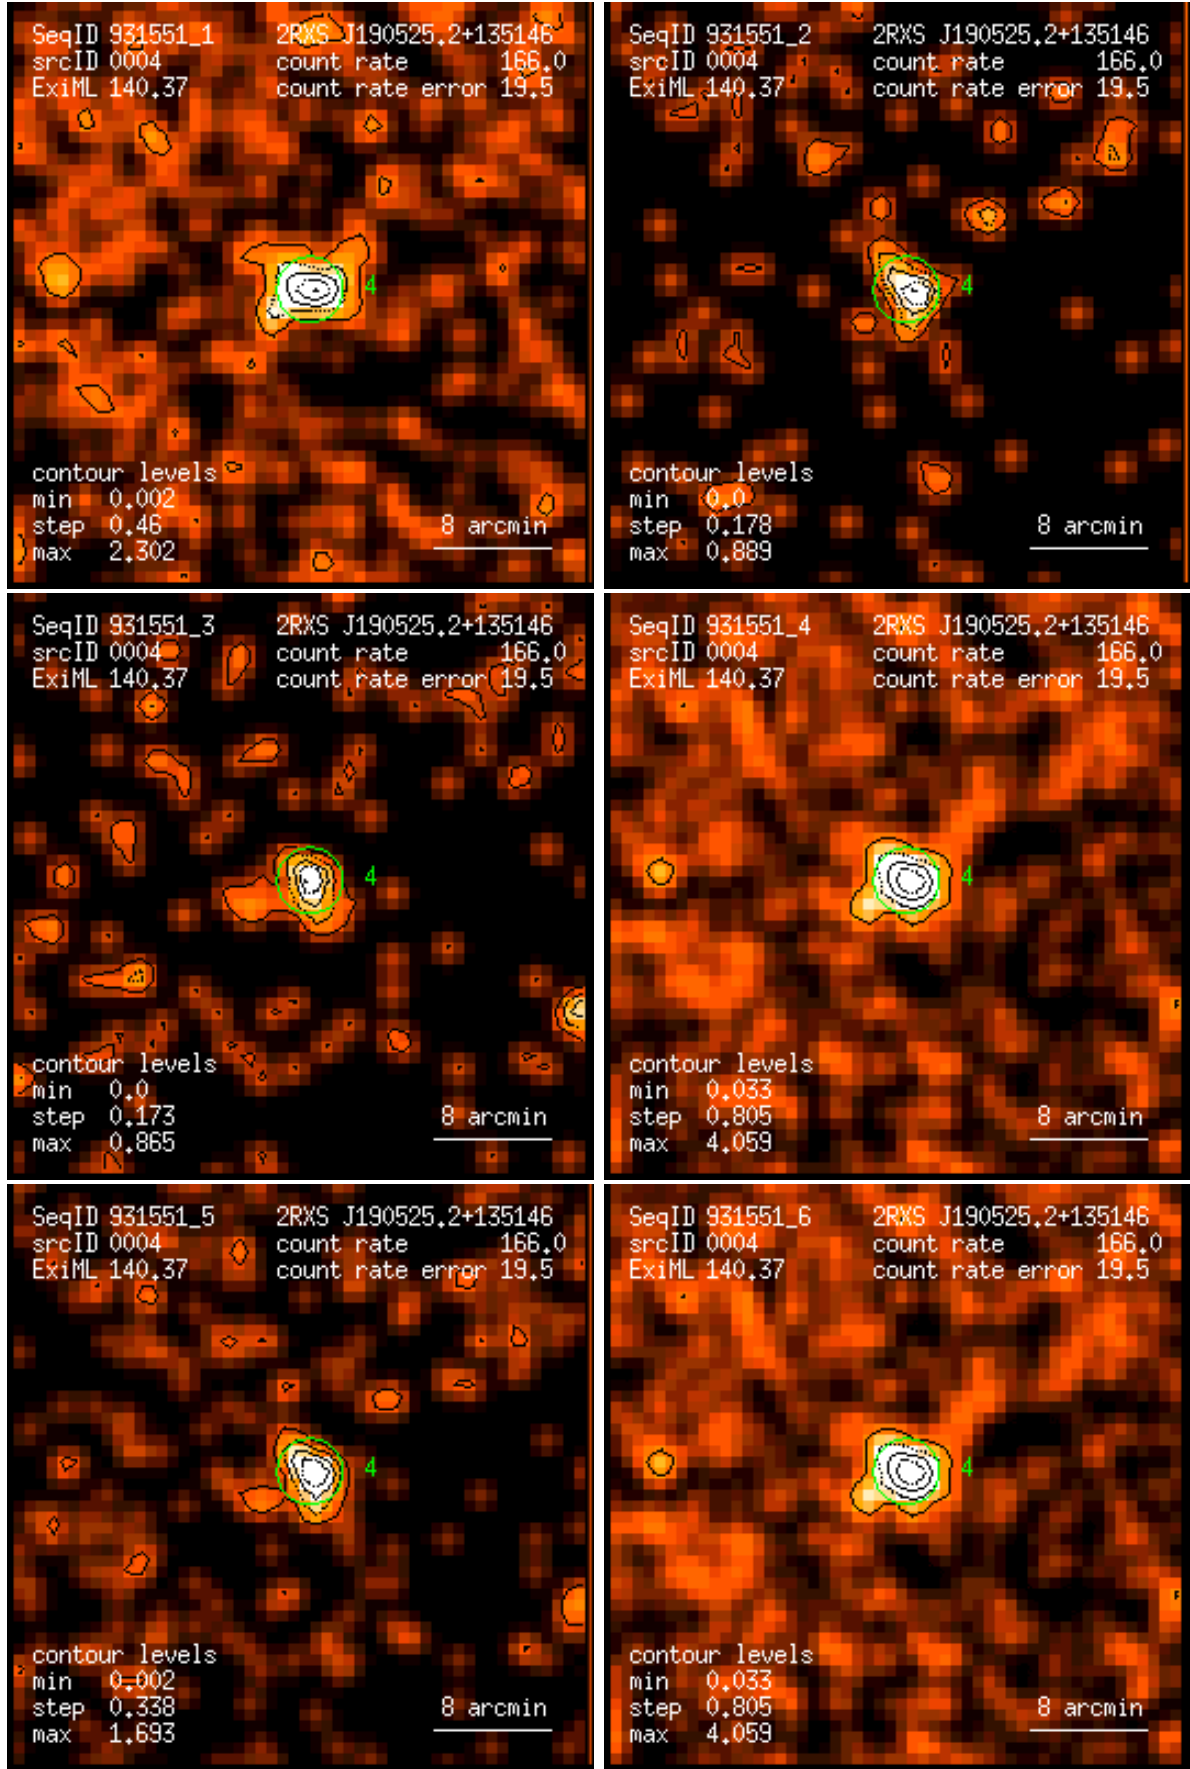 SeqID 931551_1 2RXS J190525.2+135146
srcID 0004 count rate 166.0
ExiML 140.37 count rate error 19.5
4
contour levels
min 0.002
step 0.46 8 arcmin
max 2.302
SeqID 931551_2 2RXS J190525.2+135146
srcID 0004 count rate 166.0
ExiML 140.37 count rate error 19.5
4
contour levels
min 0.0
step 0.178 8 arcmin
max 0.889
SeqID 931551_3 2RXS J190525.2+135146
srcID 0004 count rate 166.0
ExiML 140.37 count rate error 19.5
4
contour levels
min 0.0
step 0.173 8 arcmin
max 0.865
SeqID 931551_4 2RXS J190525.2+135146
srcID 0004 count rate 166.0
ExiML 140.37 count rate error 19.5
4
contour levels
min 0.033
step 0.805 8 arcmin
max 4.059
SeqID 931551_5 2RXS J190525.2+135146
srcID 0004 count rate 166.0
ExiML 140.37 count rate error 19.5
4
contour levels
min 0.002
step 0.338 8 arcmin
max 1.693
SeqID 931551_6 2RXS J190525.2+135146
srcID 0004 count rate 166.0
ExiML 140.37 count rate error 19.5
4
contour levels
min 0.033
step 0.805 8 arcmin
max 4.059